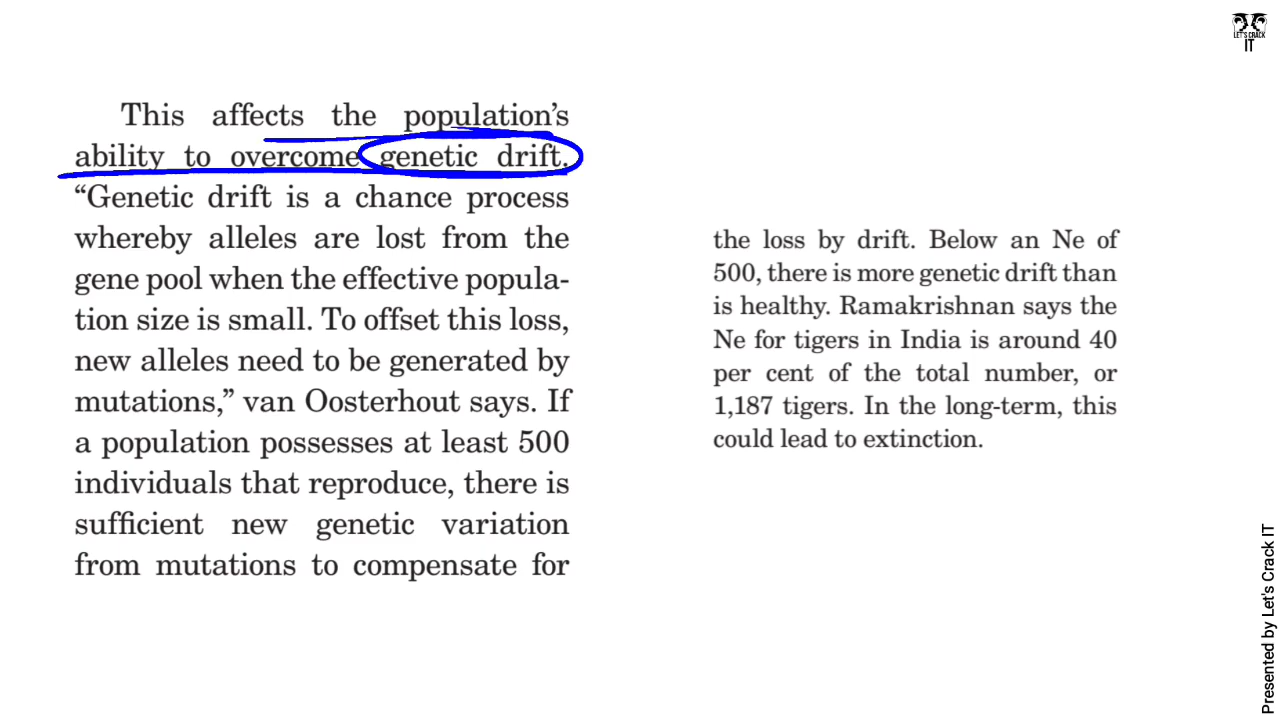 LET'S CRACK
IT
This affects the population’s
ability to overcome genetic drift.
“Genetic drift is a chance process
whereby alleles are lost from the
gene pool when the effective popula-
tion size is small. To offset this loss,
new alleles need to be generated by
mutations,” van Oosterhout says. If
a population possesses at least 500
individuals that reproduce, there is
sufficient new genetic variation
from mutations to compensate for
the loss by drift. Below an Ne of
500, there is more genetic drift than
is healthy. Ramakrishnan says the
Ne for tigers in India is around 40
per cent of the total number, or
1,187 tigers. In the long-term, this
could lead to extinction.
Presented by Let's Crack IT